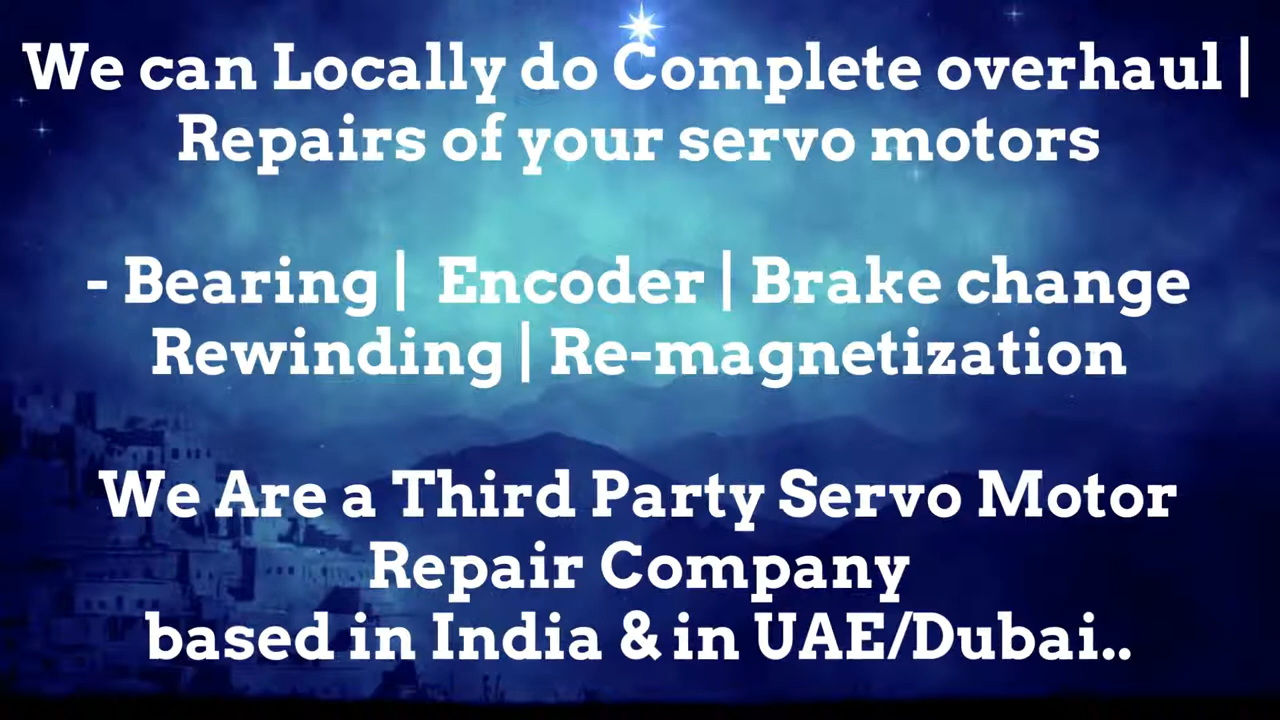 We can Locally do Complete overhaul |
Repairs of your servo motors
- Bearing | Encoder | Brake change
Rewinding | Re-magnetization
We Are a Third Party Servo Motor
Repair Company
based in India & in UAE/Dubai..